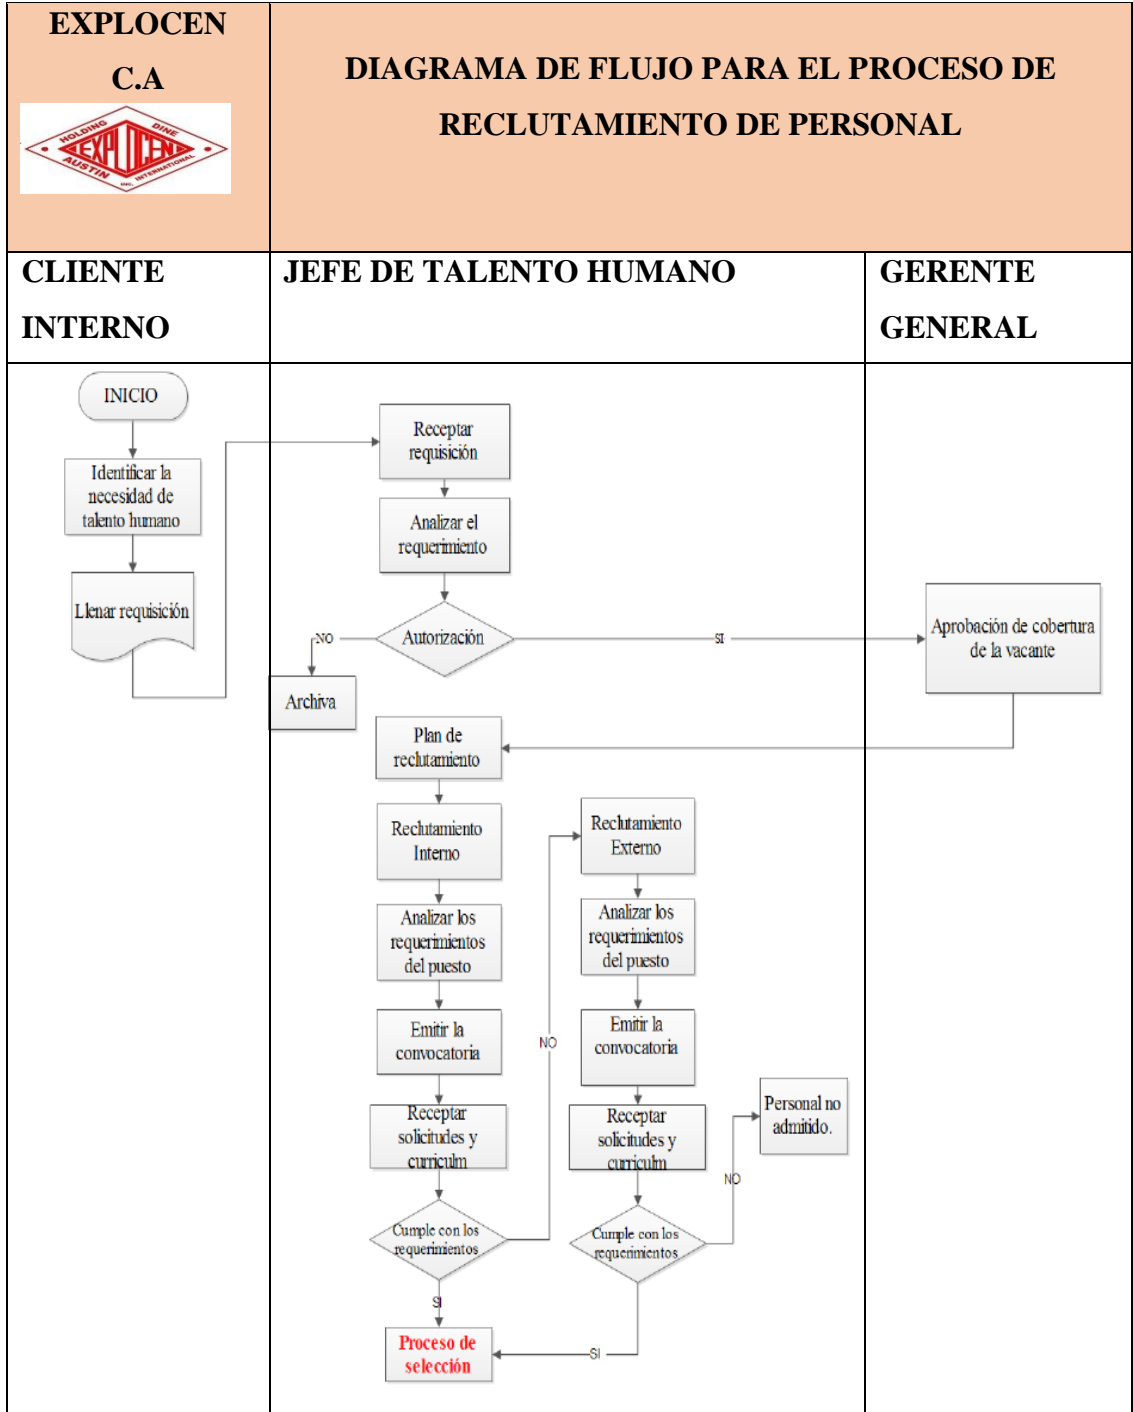 EXPLOCEN
C.A
HOLDING DINE
EXPLOCEN
AUSTIN INC. INTERNATIONAL
DIAGRAMA DE FLUJO PARA EL PROCESO DE
RECLUTAMIENTO DE PERSONAL
CLIENTE
INTERNO
JEFE DE TALENTO HUMANO
GERENTE
GENERAL
INICIO
Identificar la
necesidad de
talento humano
Llenar requisición
Receptar
requisición
Analizar el
requerimiento
Autorización
NO
SI
Archiva
Aprobación de cobertura
de la vacante
Plan de
reclutamiento
Reclutamiento
Interno
Analizar los
requerimientos
del puesto
Emitir la
convocatoria
Receptar
solicitudes y
curriculm
Cumple con los
requerimientos
NO
SI
Reclutamiento
Externo
Analizar los
requerimientos
del puesto
Emitir la
convocatoria
Receptar
solicitudes y
curriculm
Cumple con los
requerimientos
NO
Personal no
admitido.
SI
Proceso de
selección